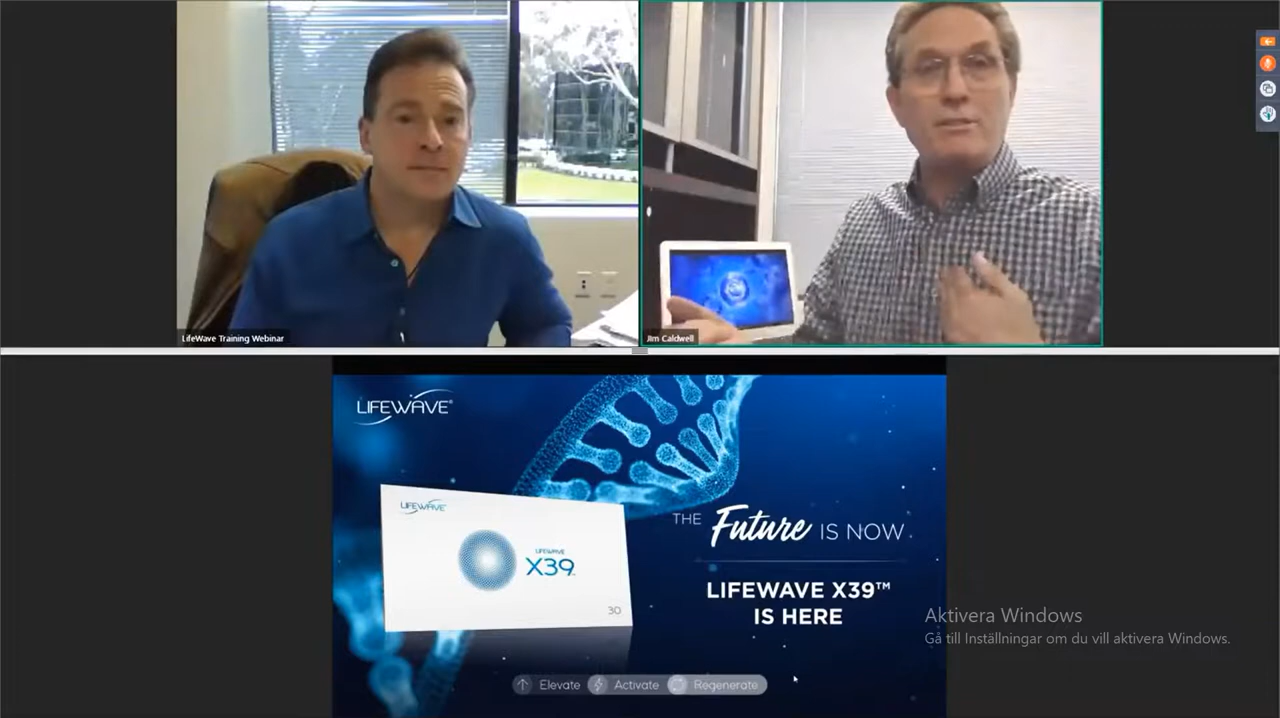 LifeWave Training Webinar
Jim Caldwell
LIFEWAVE®
LIFEWAVE
LIFEWAVE
X39
30
THE Future IS NOW
LIFEWAVE X39™
IS HERE
Elevate Activate Regenerate
Aktivera Windows
Gå till Inställningar om du vill aktivera Windows.